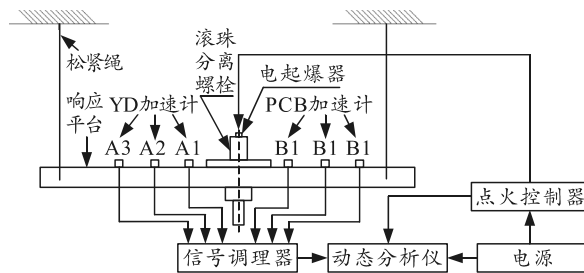 松紧绳
滚珠
分离
螺栓
电起爆器
响应
平台
YD加速计
PCB加速计
A3 A2 A1
B1 B1 B1
点火控制器
信号调理器
动态分析仪
电源